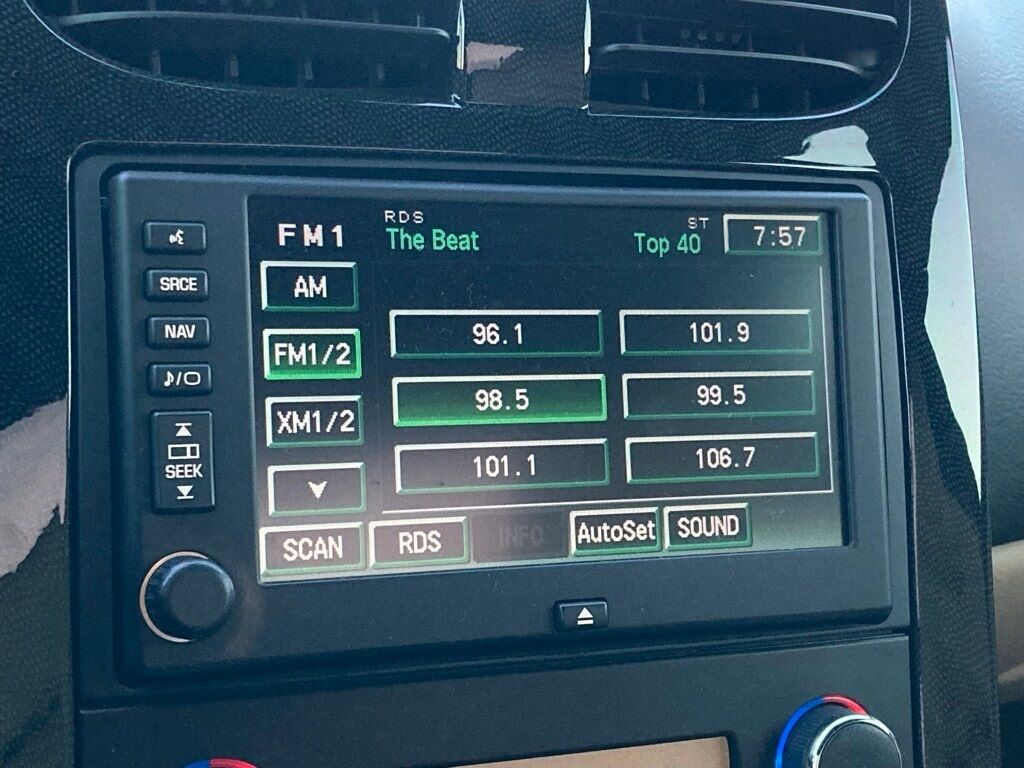 FM1
RDS
The Beat
ST
Top 40
7:57
SRCE
NAV
SEEK
AM
FM1/2
XM1/2
96.1
101.9
98.5
99.5
101.1
106.7
SCAN
RDS
INFO
AutoSet
SOUND